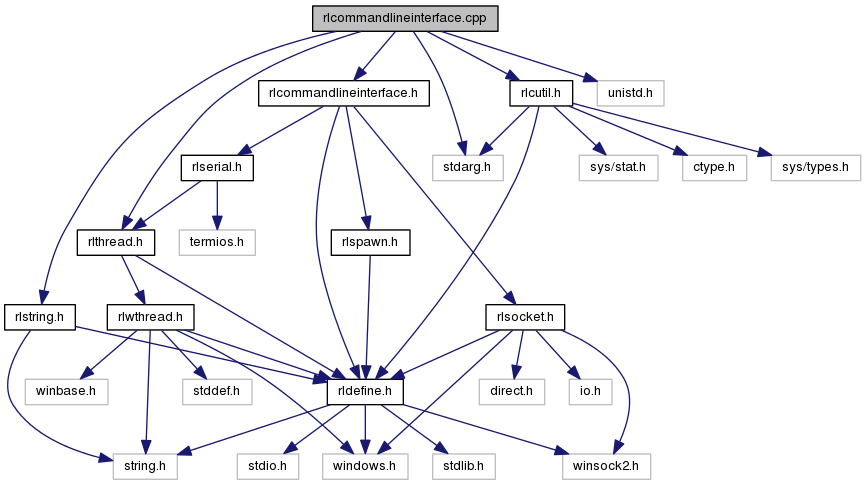 rlcommandlineinterface.cpp
rlcommandlineinterface.h
rlcutil.h
unistd.h
rlserial.h
stdarg.h
sys/stat.h
ctype.h
sys/types.h
rlthread.h
termios.h
rlspawn.h
rlstring.h
rlwthread.h
rlsocket.h
winbase.h
stddef.h
rldefine.h
direct.h
io.h
string.h
stdio.h
windows.h
stdlib.h
winsock2.h